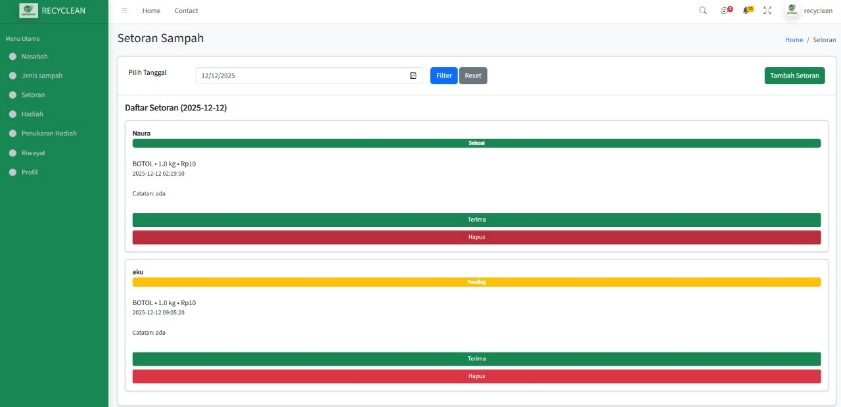 RECYCLEAN
Home
Contact
recyclean
Menu Utama
Nasabah
Jenis sampah
Setoran
Hadiah
Penukaran Hadiah
Riwayat
Profil
Setoran Sampah
Home / Setoran
Pilih Tanggal
12/12/2025
Filter
Reset
Tambah Setoran
Daftar Setoran (2025-12-12)
Naura
Selesai
BOTOL • 1.0 kg • Rp10
2025-12-12 02:19:50
Catatan: ada
Terima
Hapus
aku
Pending
BOTOL • 1.0 kg • Rp10
2025-12-12 09:05:20
Catatan: ada
Terima
Hapus